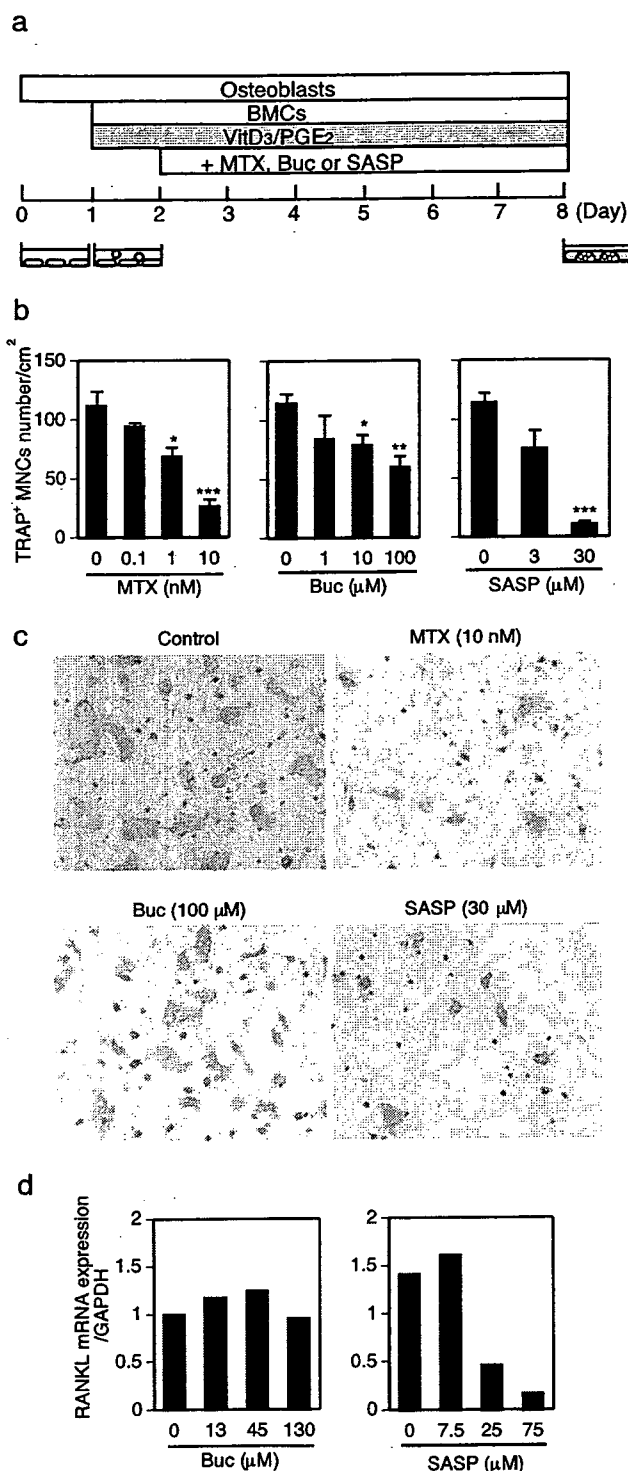 a
Osteoblasts
BMCs
VitD3/PGE2
+ MTX, Buc or SASP
0 1 2 3 4 5 6 7 8 (Day)
b
TRAP+ MNCs number/cm2
150
100
50
0
* ***
0 0.1 1 10
MTX (nM)
* **
0 1 10 100
Buc (μM)
***
0 3 30
SASP (μM)
c
Control
MTX (10 nM)
Buc (100 μM)
SASP (30 μM)
d
RANKL mRNA expression
/GAPDH
2
1.5
1
0.5
0
0 13 45 130
Buc (μM)
2
1.5
1
0.5
0
0 7.5 25 75
SASP (μM)